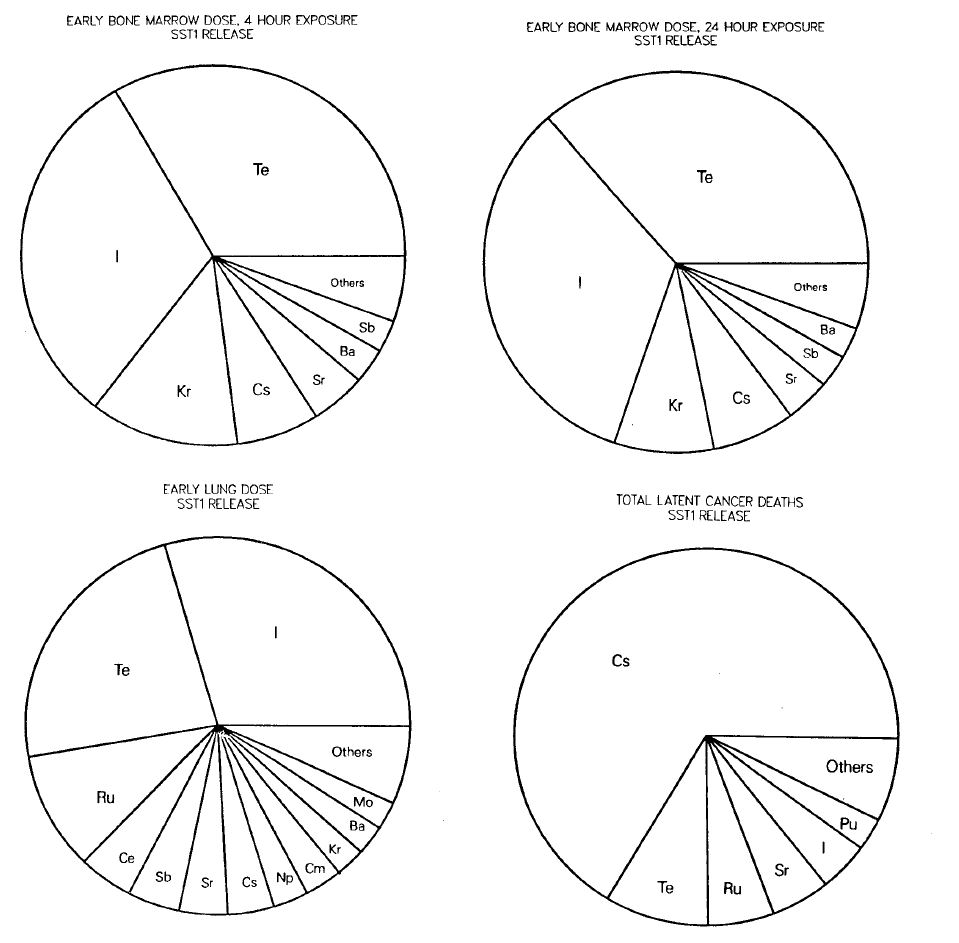 EARLY BONE MARROW DOSE, 4 HOUR EXPOSURE
SST1 RELEASE
Te
I
Others
Sb
Ba
Sr
Cs
Kr
EARLY BONE MARROW DOSE, 24 HOUR EXPOSURE
SST1 RELEASE
Te
I
Others
Ba
Sb
Sr
Cs
Kr
EARLY LUNG DOSE
SST1 RELEASE
I
Te
Others
Ru
Mo
Ba
Kr
Ce
Cm
Sb
Sr
Cs
Np
TOTAL LATENT CANCER DEATHS
SST1 RELEASE
Cs
Others
Pu
I
Sr
Te
Ru